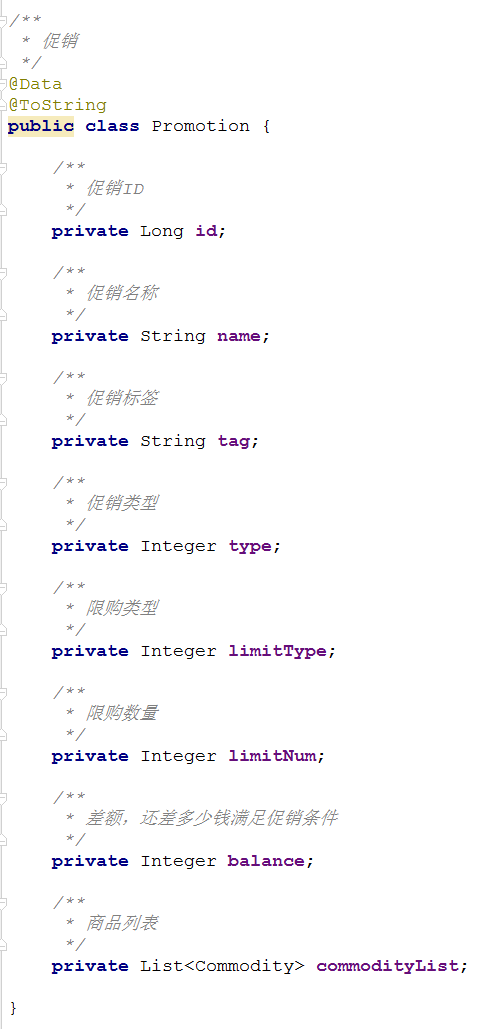 /**
 * 促销
 */
@Data
@ToString
public class Promotion {
    /**
     * 促销ID
     */
    private Long id;
    /**
     * 促销名称
     */
    private String name;
    /**
     * 促销标签
     */
    private String tag;
    /**
     * 促销类型
     */
    private Integer type;
    /**
     * 限购类型
     */
    private Integer limitType;
    /**
     * 限购数量
     */
    private Integer limitNum;
    /**
     * 差额，还差多少钱满足促销条件
     */
    private Integer balance;
    /**
     * 商品列表
     */
    private List<Commodity> commodityList;
}